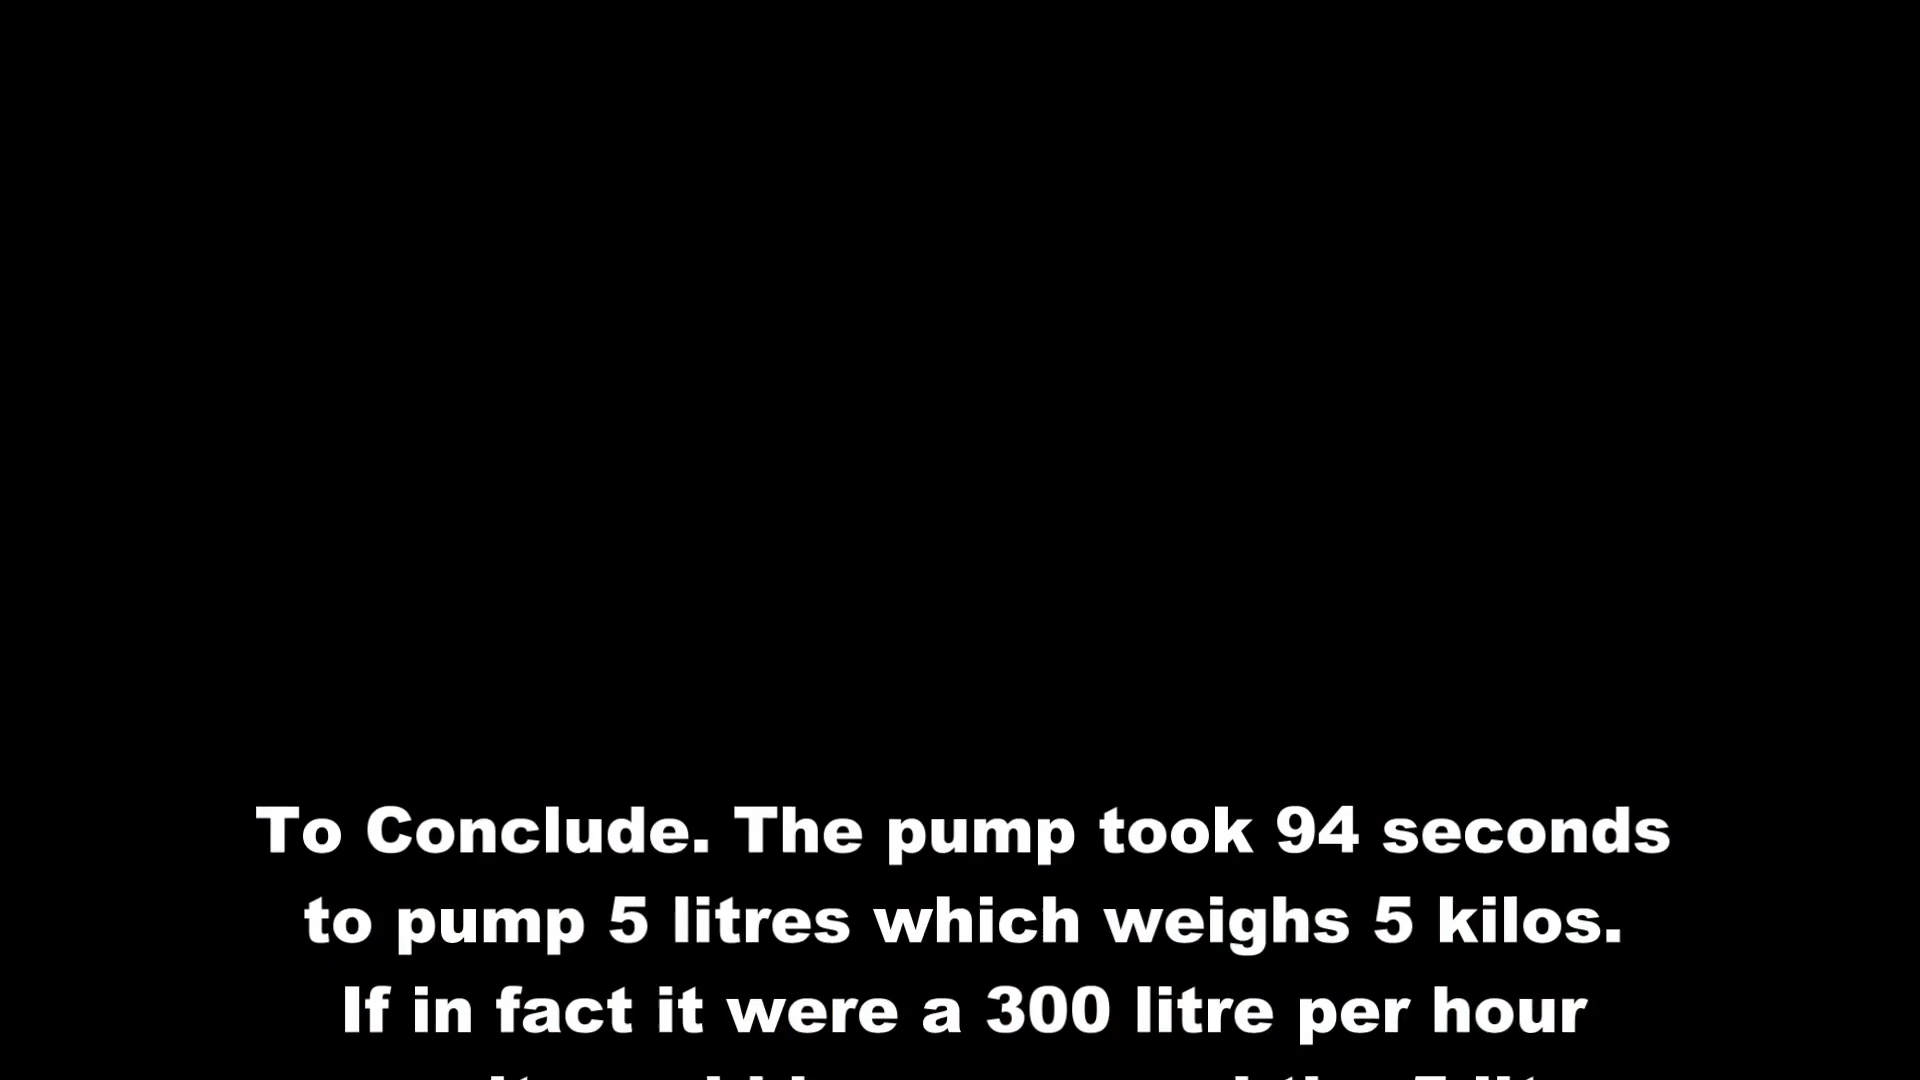 To Conclude. The pump took 94 seconds
to pump 5 litres which weighs 5 kilos.
If in fact it were a 300 litre per hour